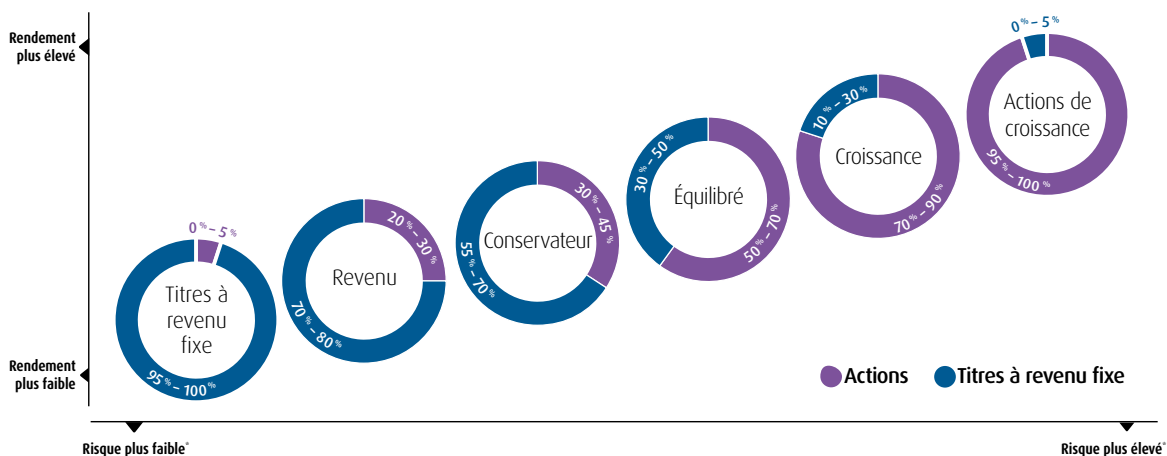 Rendement
plus élevé
0 % – 5 %
Actions de
croissance
95 % – 100 %
10 % – 30 %
Croissance
70 % – 90 %
30 % – 50 %
Équilibré
50 % – 70 %
30 % – 45 %
Conservateur
55 % – 70 %
20 % – 30 %
Revenu
70 % – 80 %
0 % – 5 %
Titres à
revenu
fixe
95 % – 100 %
Rendement
plus faible
Actions
Titres à revenu fixe
Risque plus faible*
Risque plus élevé*